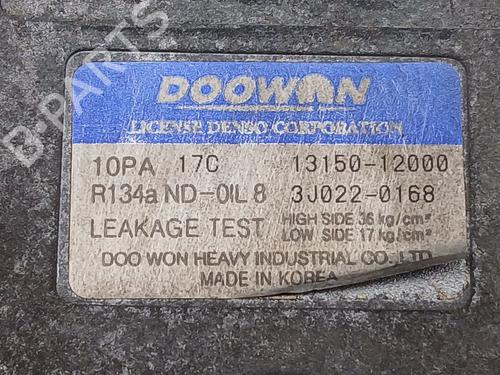 DOOWON
LICENSE DENSO CORPORATION
10PA 17C 13150-12000
R134a ND-OIL 8 3J022-0168
LEAKAGE TEST HIGH SIDE 36 kg/cm²
LOW SIDE 17 kg/cm²
DOO WON HEAVY INDUSTRIAL CO., LTD
MADE IN KOREA
B-PARTS